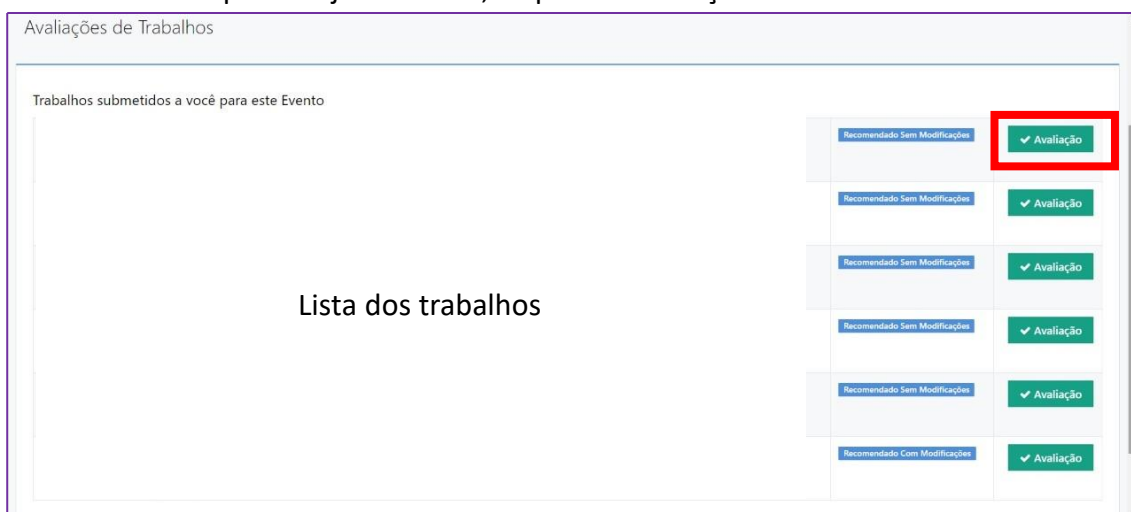 Avaliações de Trabalhos
Trabalhos submetidos a você para este Evento
Recomendado Sem Modificações ✔ Avaliação
Recomendado Sem Modificações ✔ Avaliação
Recomendado Sem Modificações ✔ Avaliação
Lista dos trabalhos
Recomendado Sem Modificações ✔ Avaliação
Recomendado Sem Modificações ✔ Avaliação
Recomendado Com Modificações ✔ Avaliação